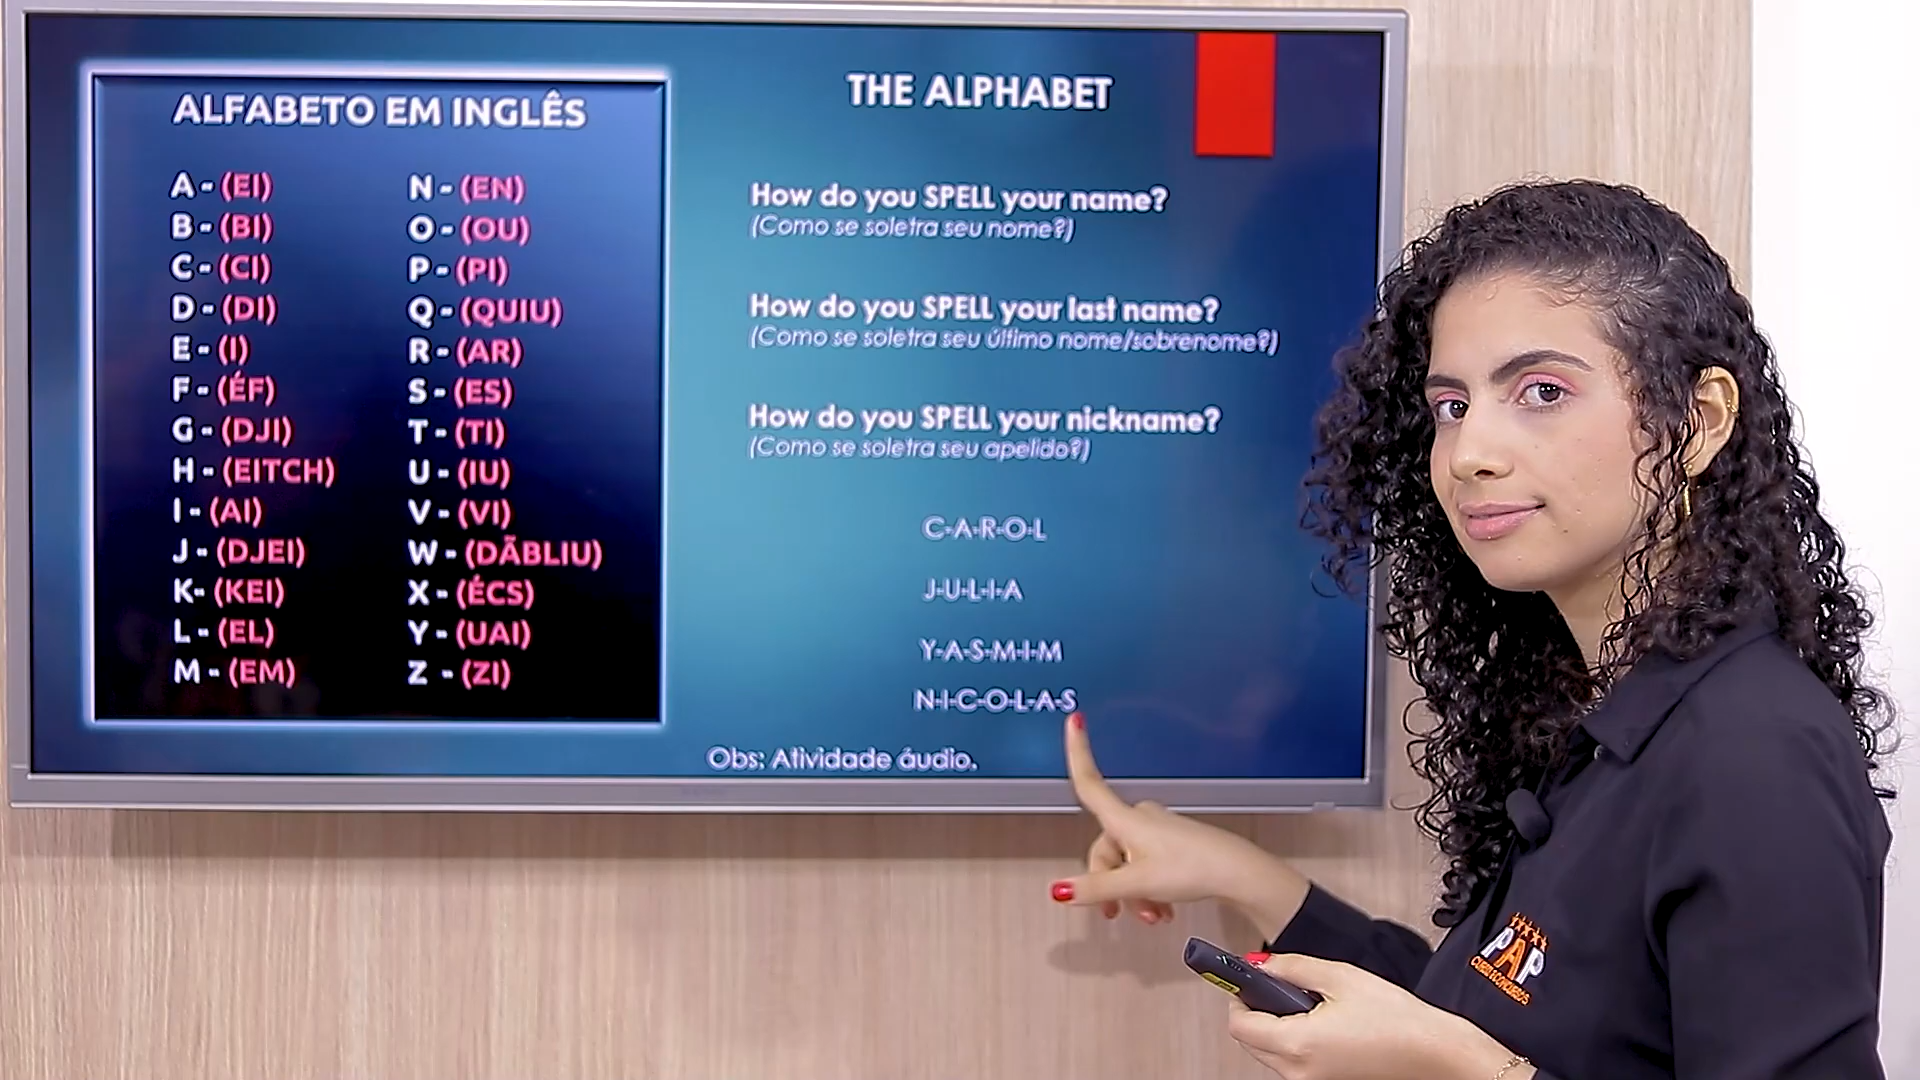 ALFABETO EM INGLÊS
A - (EI)
B - (BI)
C - (CI)
D - (DI)
E - (I)
F - (ÉF)
G - (DJI)
H - (EITCH)
I - (AI)
J - (DJEI)
K- (KEI)
L - (EL)
M - (EM)
N - (EN)
O - (OU)
P - (PI)
Q - (QUIU)
R - (AR)
S - (ES)
T - (TI)
U - (IU)
V - (VI)
W - (DÃBLIU)
X - (ÉCS)
Y - (UAI)
Z - (ZI)
THE ALPHABET
How do you SPELL your name?
(Como se soletra seu nome?)
How do you SPELL your last name?
(Como se soletra seu último nome/sobrenome?)
How do you SPELL your nickname?
(Como se soletra seu apelido?)
C-A-R-O-L
J-U-L-I-A
Y-A-S-M-I-M
N-I-C-O-L-A-S
Obs: Atividade áudio.
PAP